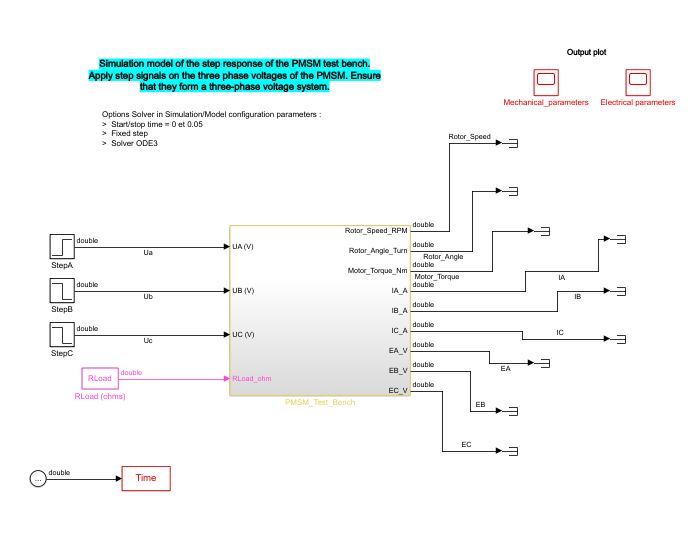 Output plot
Simulation model of the step response of the PMSM test bench.
Apply step signals on the three phase voltages of the PMSM. Ensure
that they form a three-phase voltage system.
Mechanical_parameters
Electrical parameters
Options Solver in Simulation/Model configuration parameters :
> Start/stop time = 0 et 0.05
> Fixed step
> Solver ODE3
Rotor_Speed
double
Rotor_Speed_RPM
double
Rotor_Angle_Turn
Rotor_Angle
double
Motor_Torque_Nm
Motor_Torque
double
IA_A
IA
double
IB_A
IB
double
IC_A
IC
double
EA_V
EA
double
EB_V
EB
double
EC_V
EC
double
Ua
UA (V)
StepA
double
Ub
UB (V)
StepB
double
Uc
UC (V)
StepC
RLoad
double
RLoad_ohm
RLoad (ohms)
PMSM_Test_Bench
...
double
Time